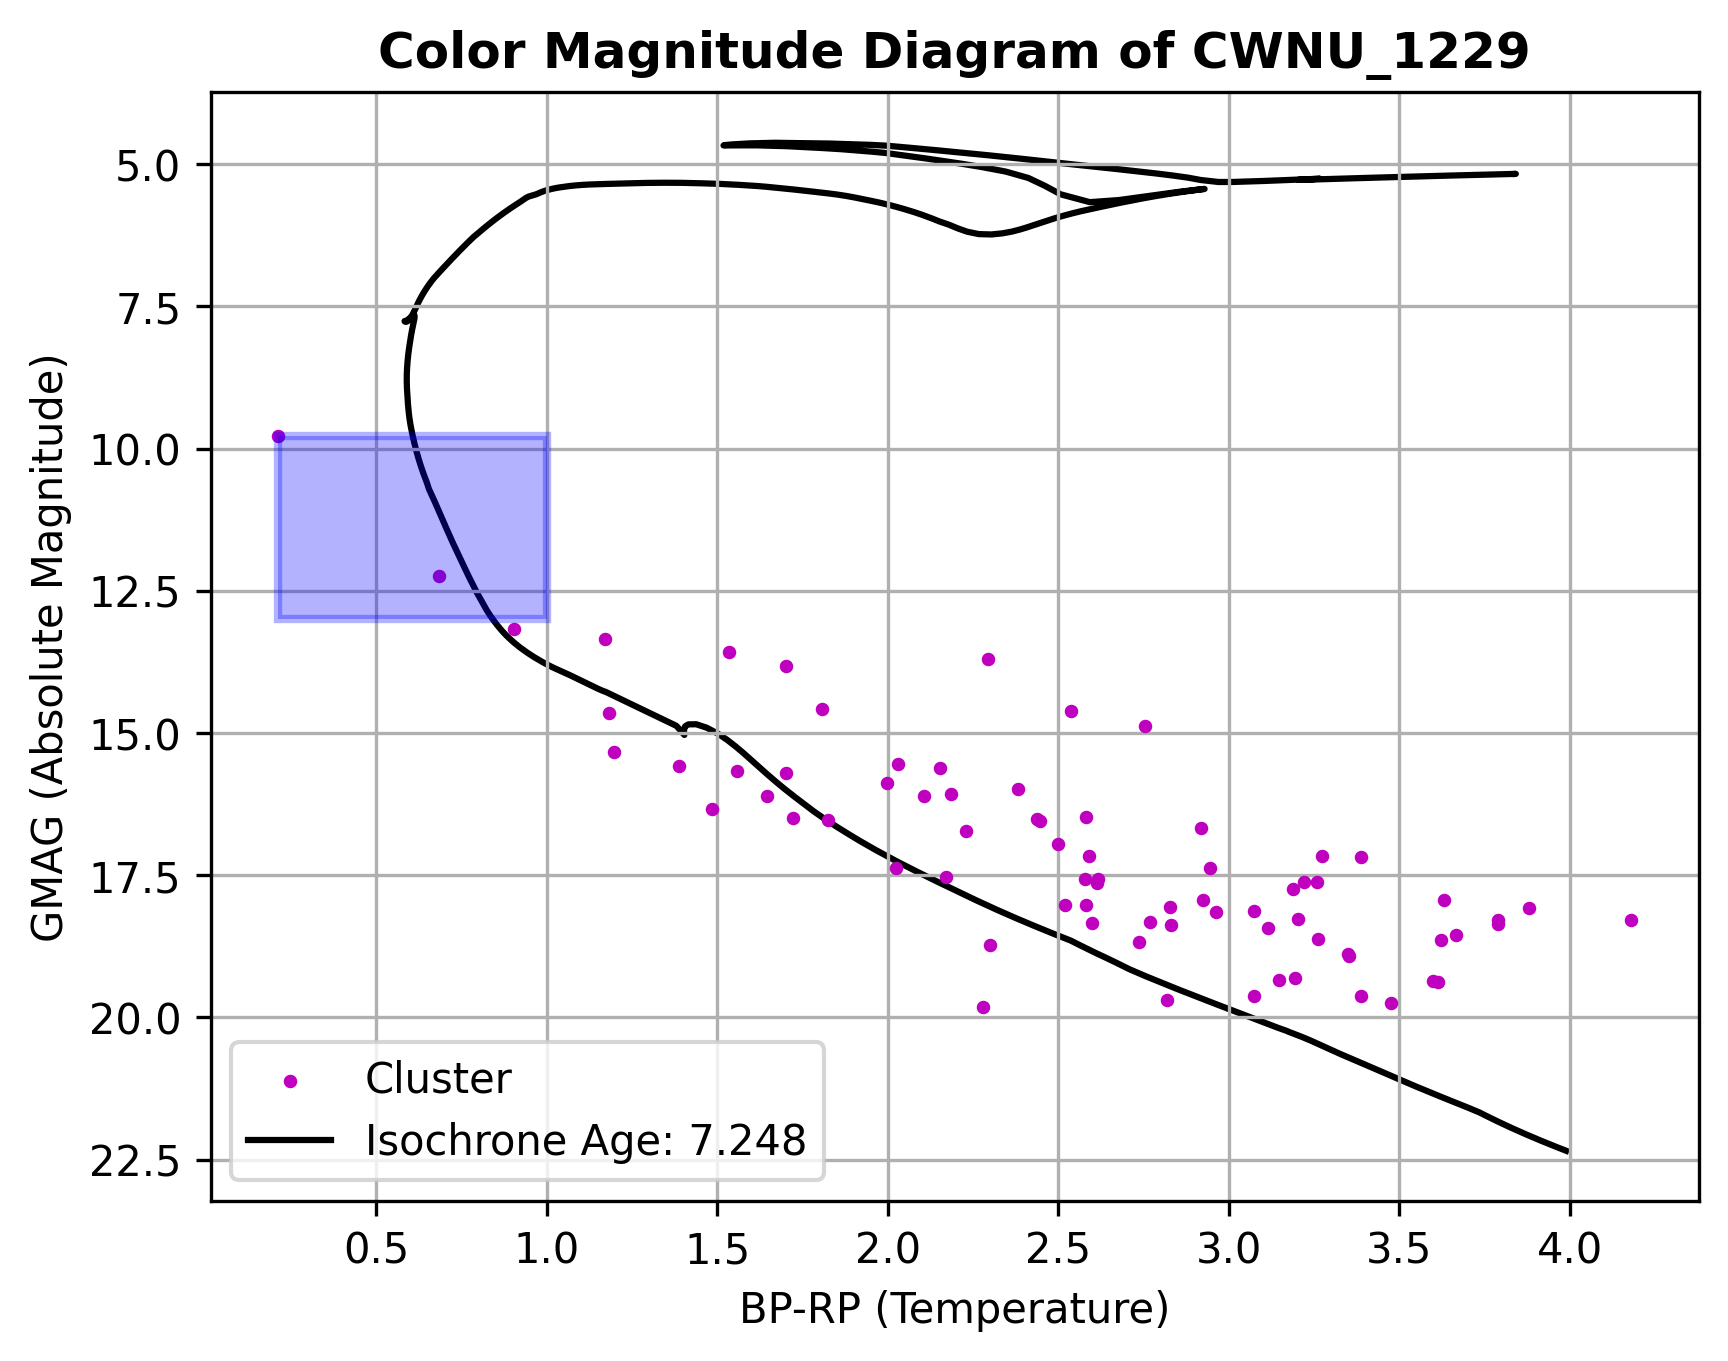 Color Magnitude Diagram of CWNU_1229
GMAG (Absolute Magnitude)
5.0
7.5
10.0
12.5
15.0
17.5
20.0
22.5
Cluster
Isochrone Age: 7.248
0.5 1.0 1.5 2.0 2.5 3.0 3.5 4.0
BP-RP (Temperature)